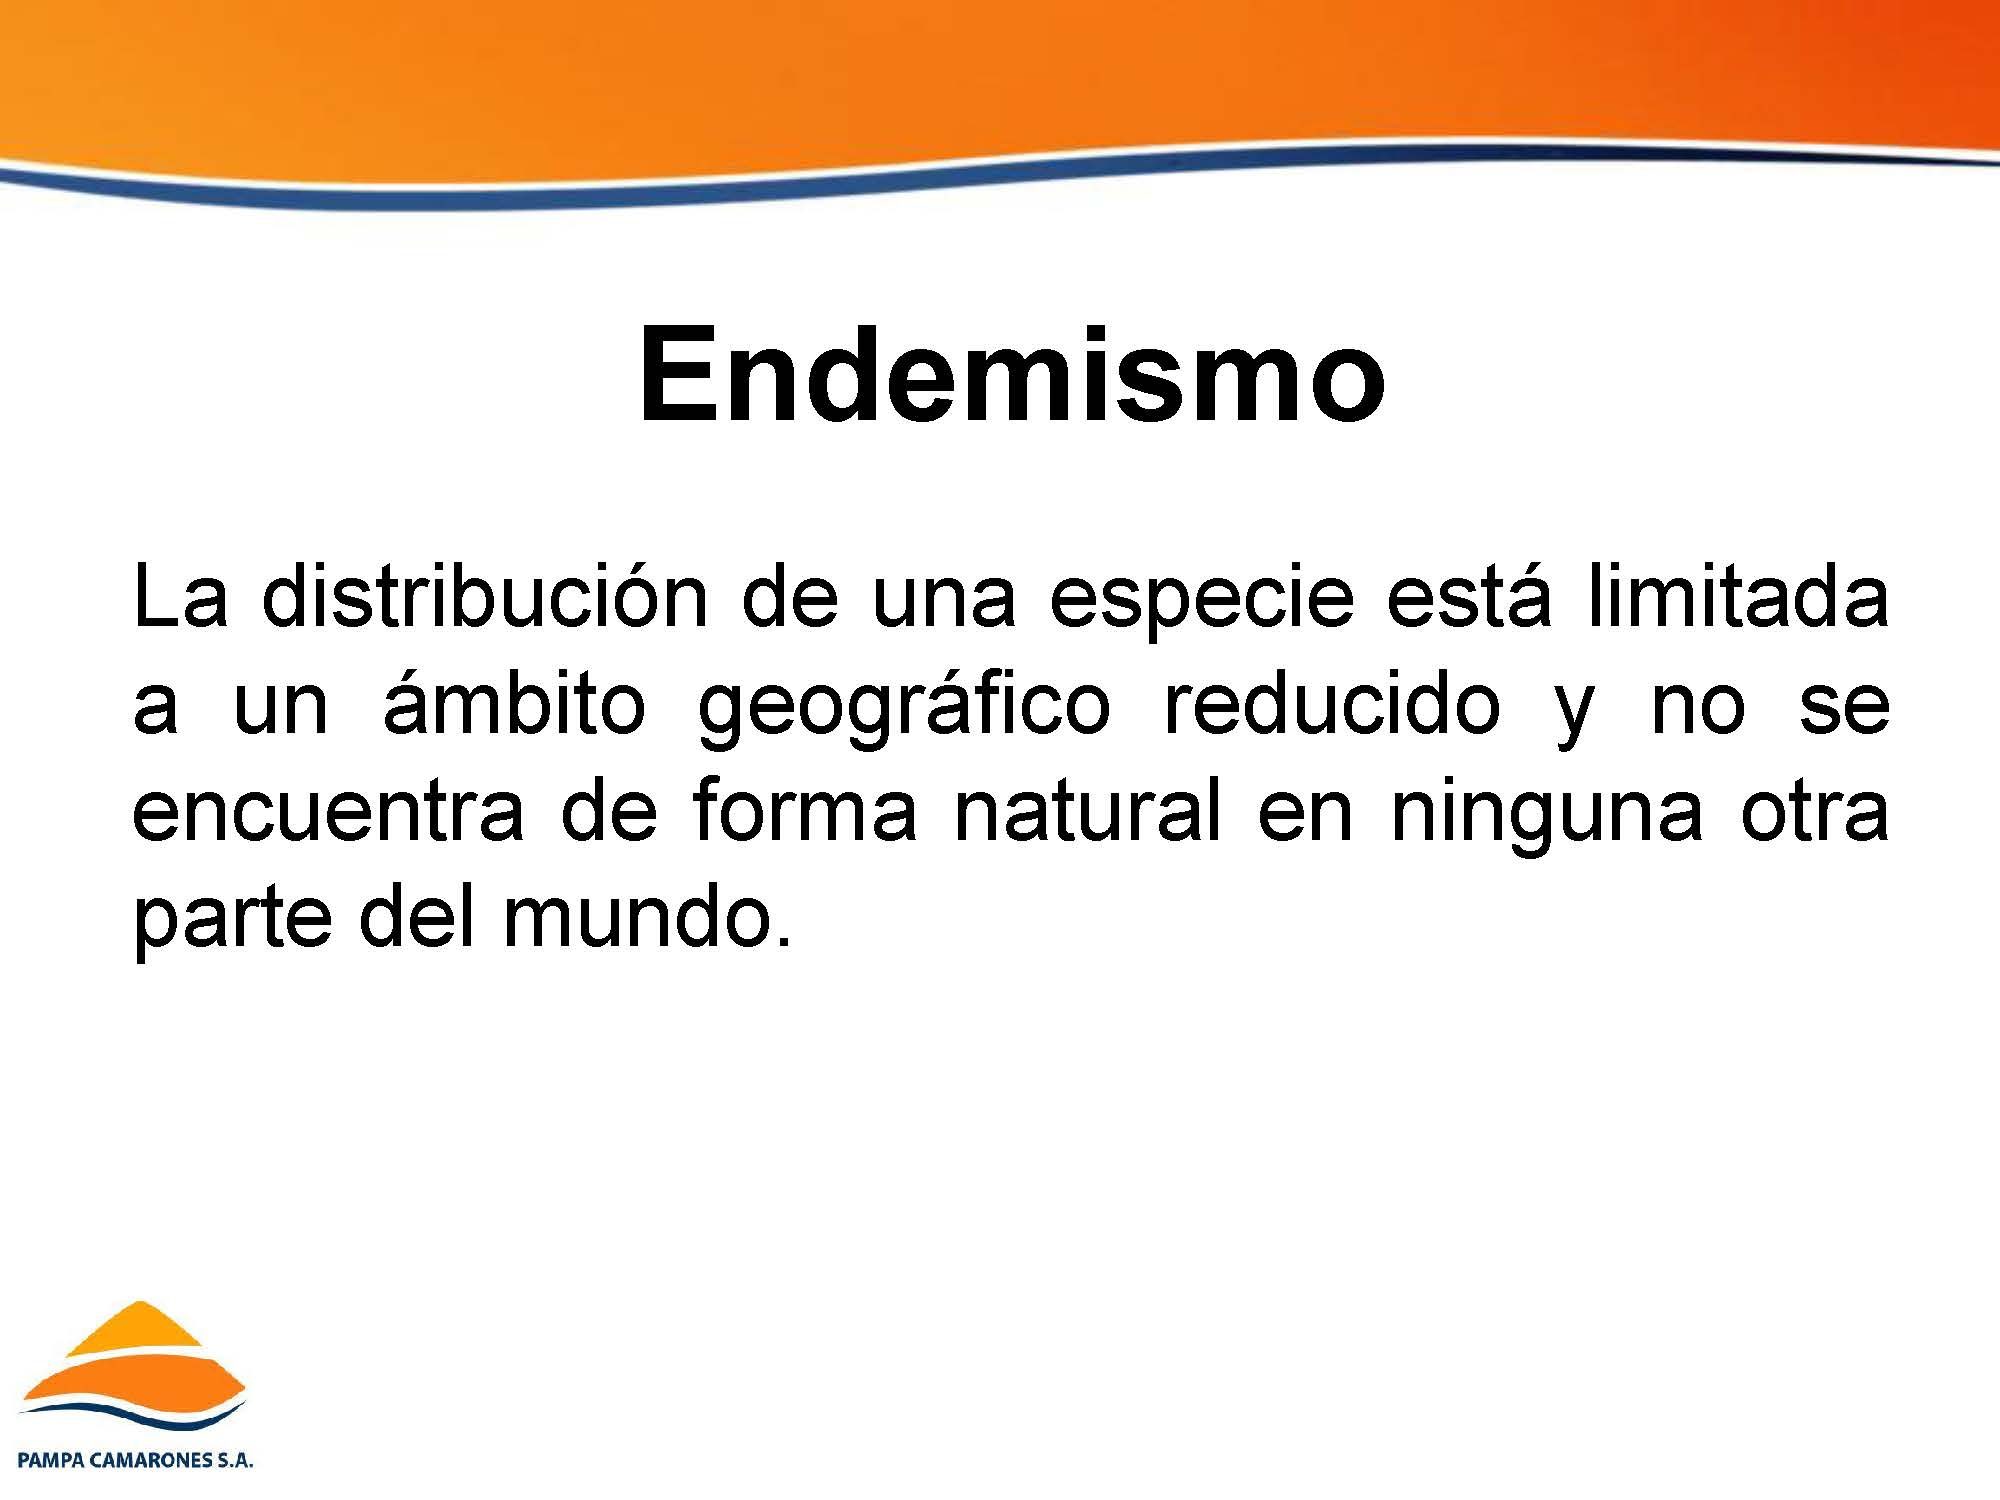 Endemismo
La distribución de una especie está limitada
a un ámbito geográfico reducido y no se
encuentra de forma natural en ninguna otra
parte del mundo.
PAMPA CAMARONES S.A.